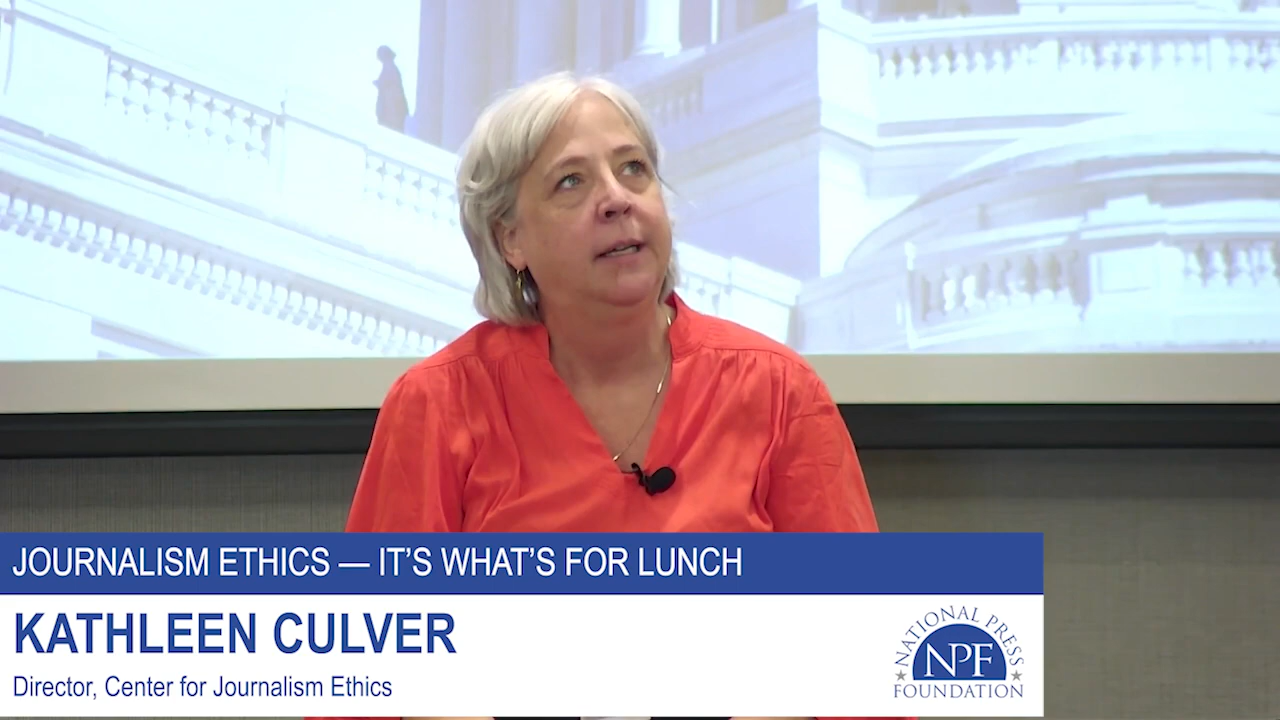 JOURNALISM ETHICS — IT'S WHAT'S FOR LUNCH
KATHLEEN CULVER
Director, Center for Journalism Ethics
NATIONAL PRESS
NPF
FOUNDATION